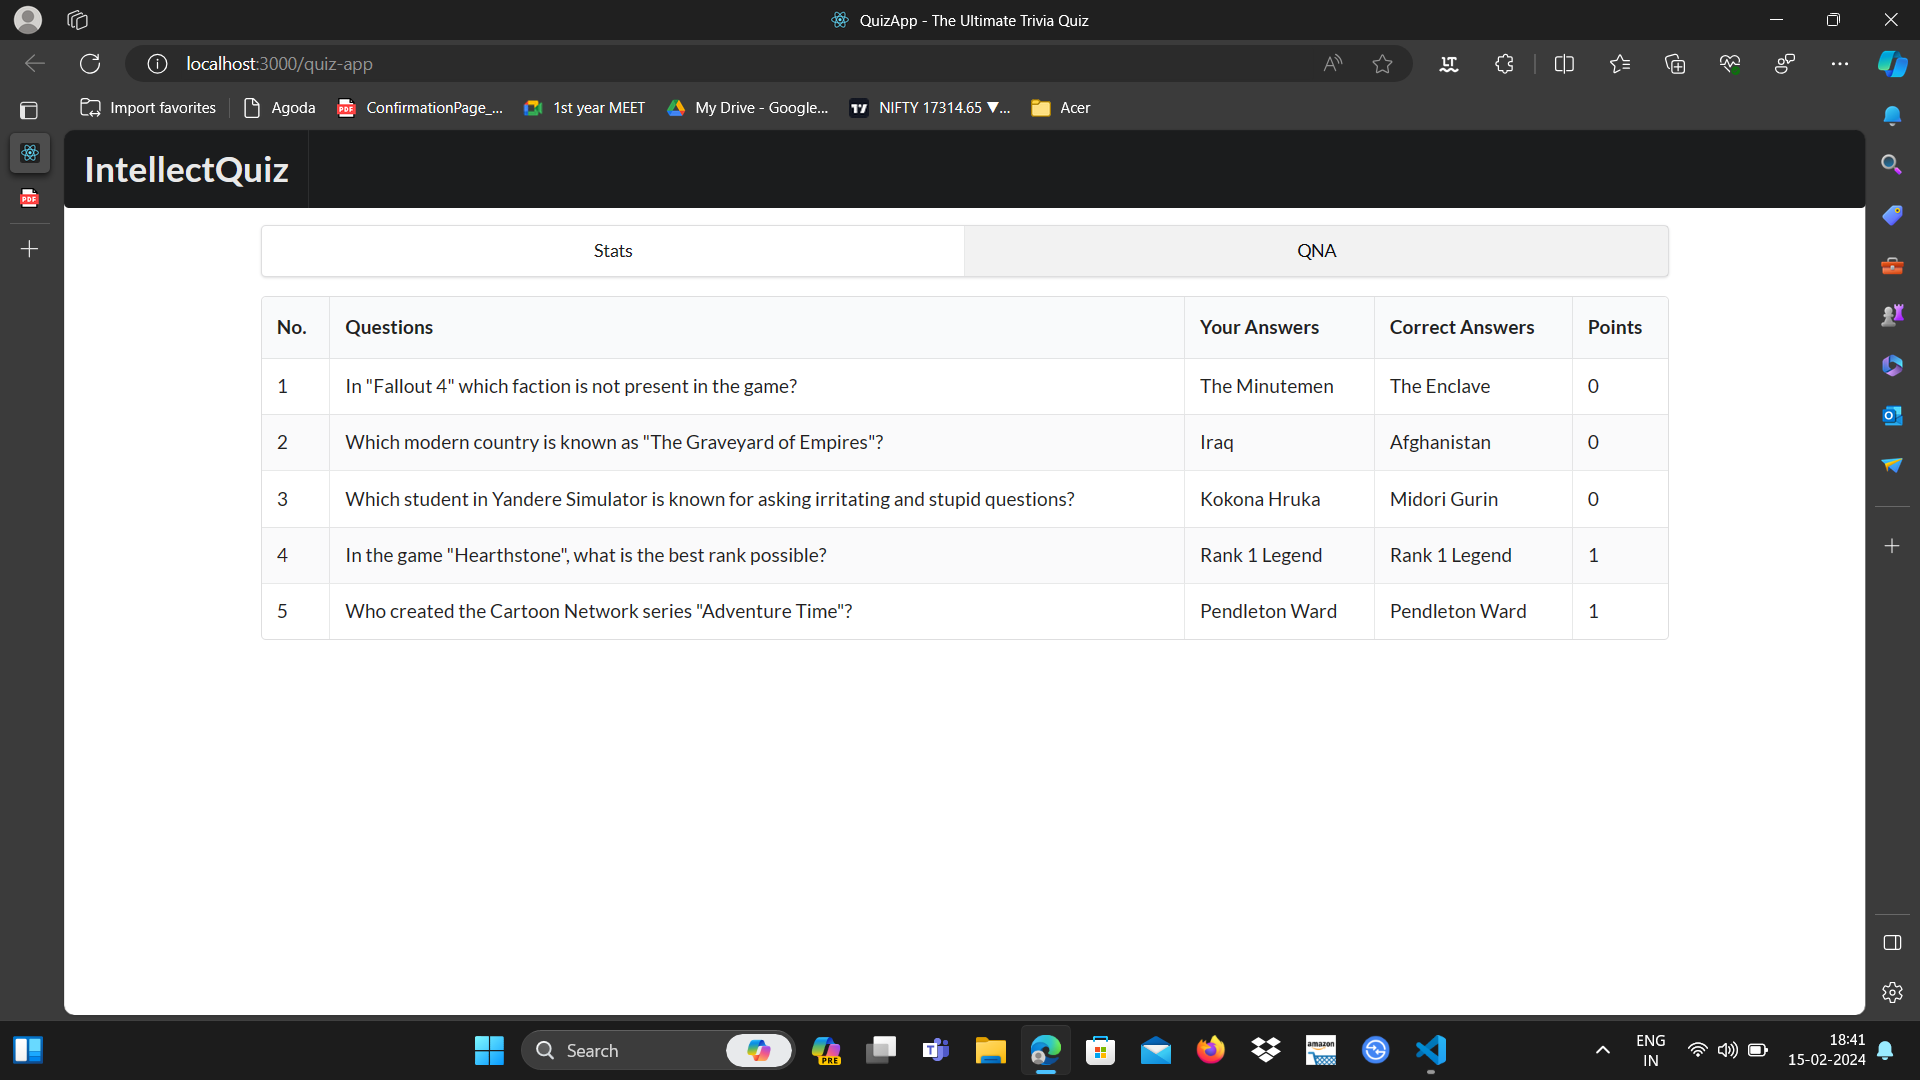 QuizApp - The Ultimate Trivia Quiz
localhost:3000/quiz-app
Import favorites Agoda ConfirmationPage_... 1st year MEET My Drive - Google... NIFTY 17314.65 ▼... Acer
IntellectQuiz
Stats QNA
No. Questions Your Answers Correct Answers Points
1 In "Fallout 4" which faction is not present in the game? The Minutemen The Enclave 0
2 Which modern country is known as "The Graveyard of Empires"? Iraq Afghanistan 0
3 Which student in Yandere Simulator is known for asking irritating and stupid questions? Kokona Hruka Midori Gurin 0
4 In the game "Hearthstone", what is the best rank possible? Rank 1 Legend Rank 1 Legend 1
5 Who created the Cartoon Network series "Adventure Time"? Pendleton Ward Pendleton Ward 1
Search
PRE
amazon
ENG
IN
18:41
15-02-2024